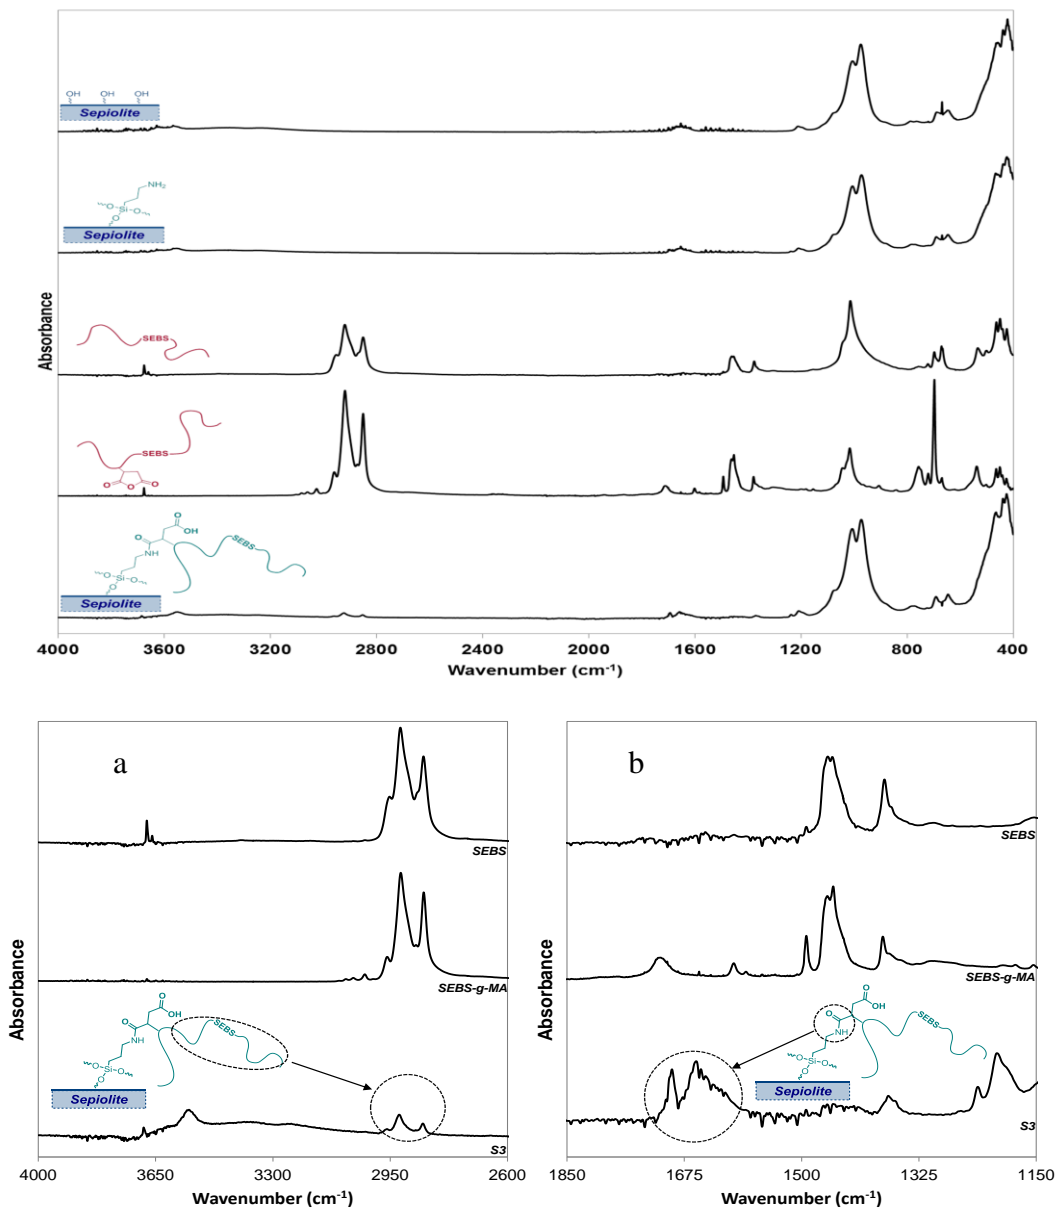 OH OH OH
Sepiolite
NH₂
Si
O O
O
Sepiolite
SEBS
SEBS
O O O
O
OH
O
NH
SEBS
Si
O O
O
Sepiolite
Absorbance
4000 3600 3200 2800 2400 2000 1600 1200 800 400
Wavenumber (cm⁻¹)
a
SEBS
SEBS-g-MA
O
OH
O
NH
SEBS
Si
O O
O
Sepiolite
S3
Absorbance
4000 3650 3300 2950 2600
Wavenumber (cm⁻¹)
b
SEBS
SEBS-g-MA
O
OH
O
NH
SEBS
Si
O O
O
Sepiolite
S3
Absorbance
1850 1675 1500 1325 1150
Wavenumber (cm⁻¹)